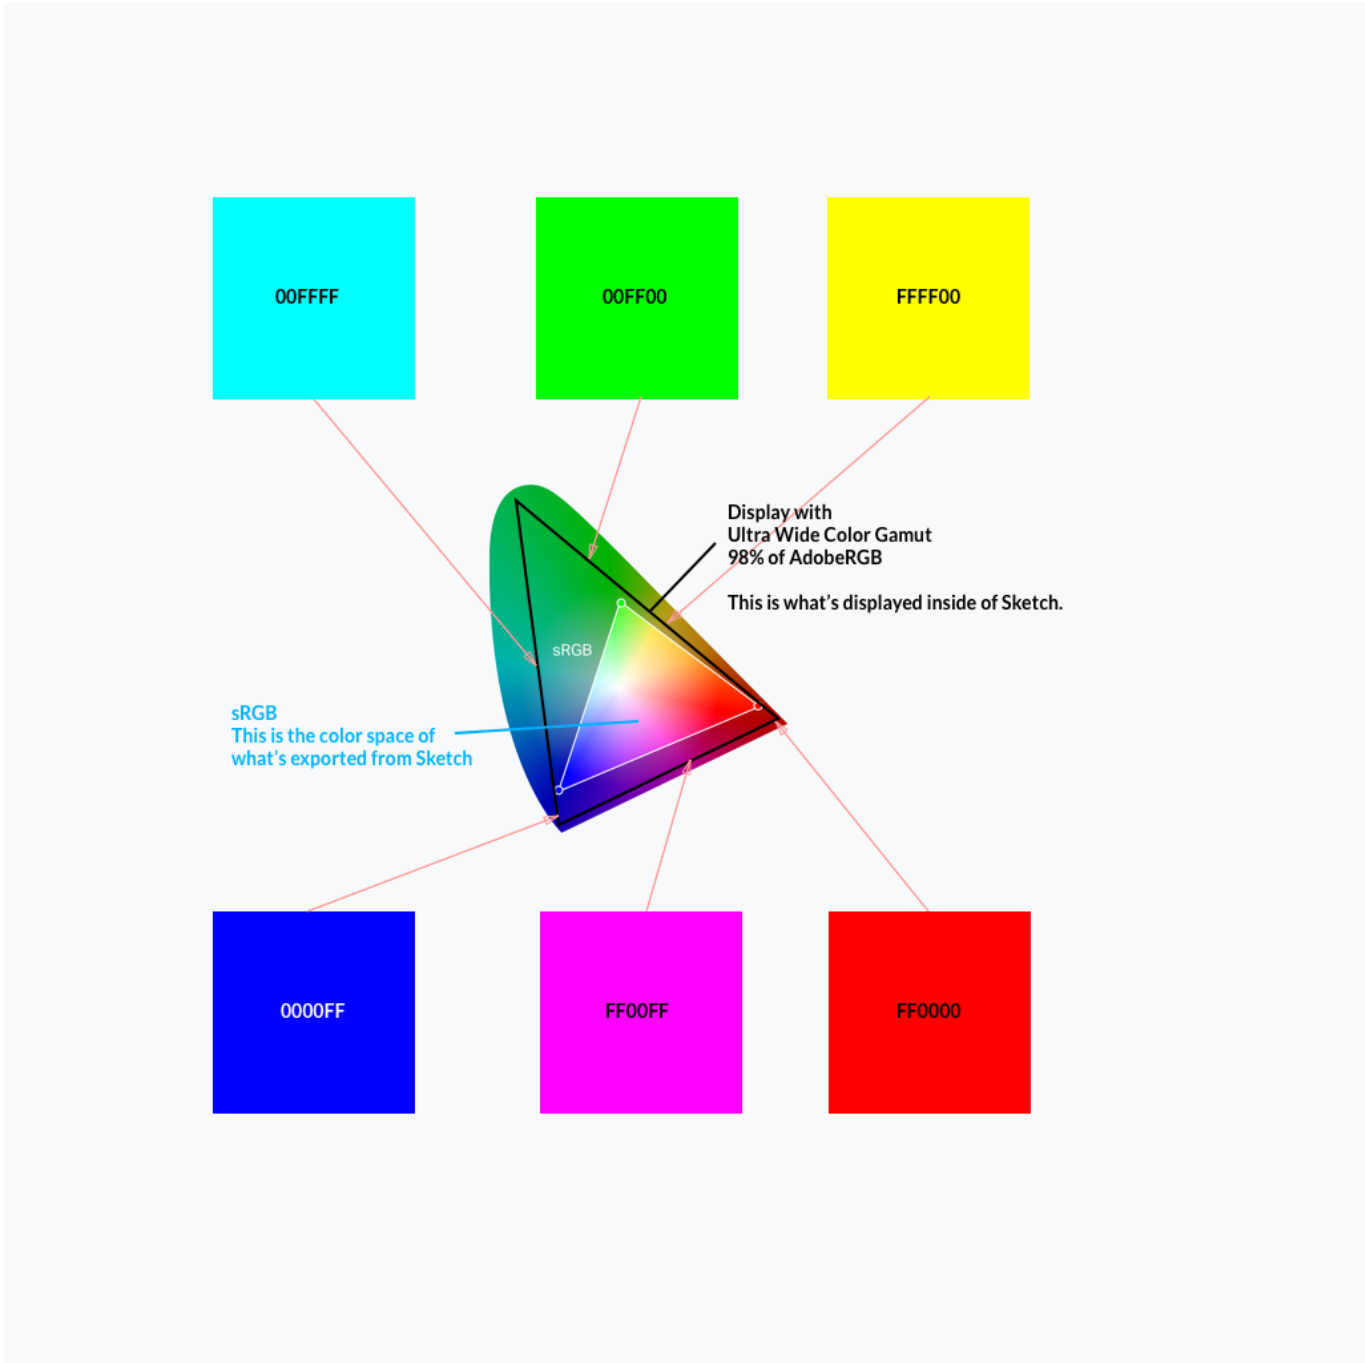 00FFFF
00FF00
FFFF00
Display with
Ultra Wide Color Gamut
98% of AdobeRGB
This is what's displayed inside of Sketch.
sRGB
sRGB
This is the color space of
what's exported from Sketch
0000FF
FF00FF
FF0000